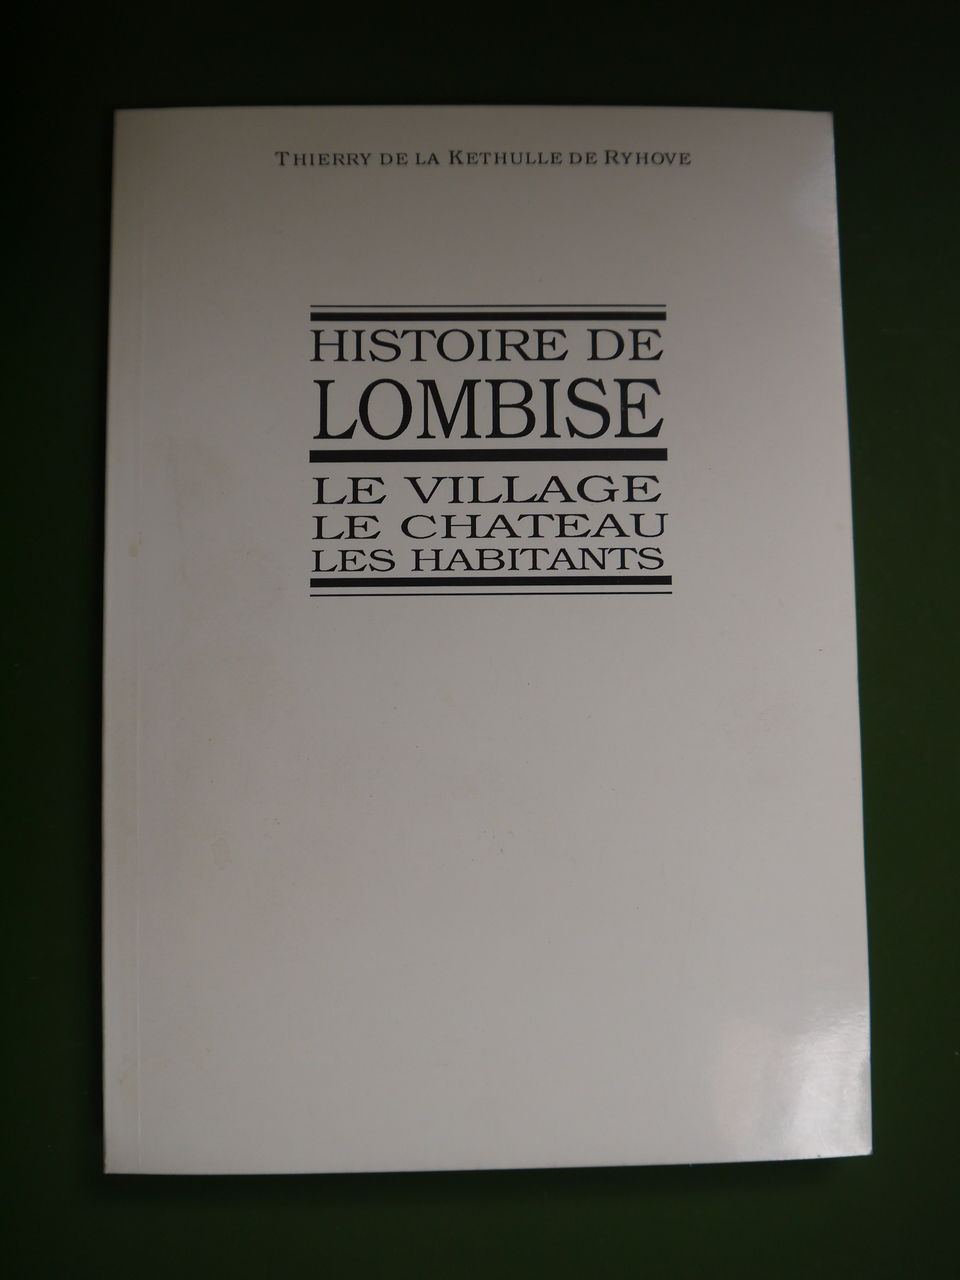 THIERRY DE LA KETHULLE DE RYHOVE
HISTOIRE DE
LOMBISE
LE VILLAGE
LE CHATEAU
LES HABITANTS